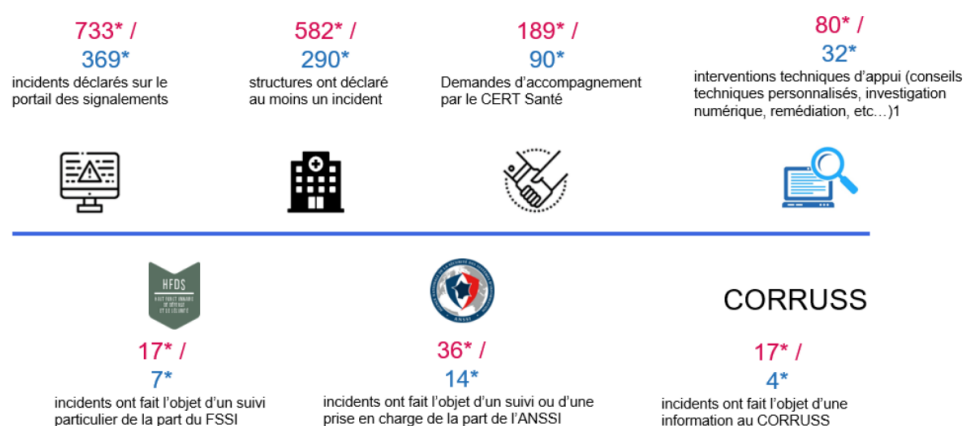 733* /
369*
incidents déclarés sur le
portail des signalements
582* /
290*
structures ont déclaré
au moins un incident
189* /
90*
Demandes d'accompagnement
par le CERT Santé
80* /
32*
interventions techniques d'appui (conseils
techniques personnalisés, investigation
numérique, remédiation, etc…)1
HFDS
CORRUSS
17* /
7*
incidents ont fait l'objet d'un suivi
particulier de la part du FSSI
36* /
14*
incidents ont fait l'objet d'un suivi ou d'une
prise en charge de la part de l'ANSSI
17* /
4*
incidents ont fait l'objet d'une
information au CORRUSS